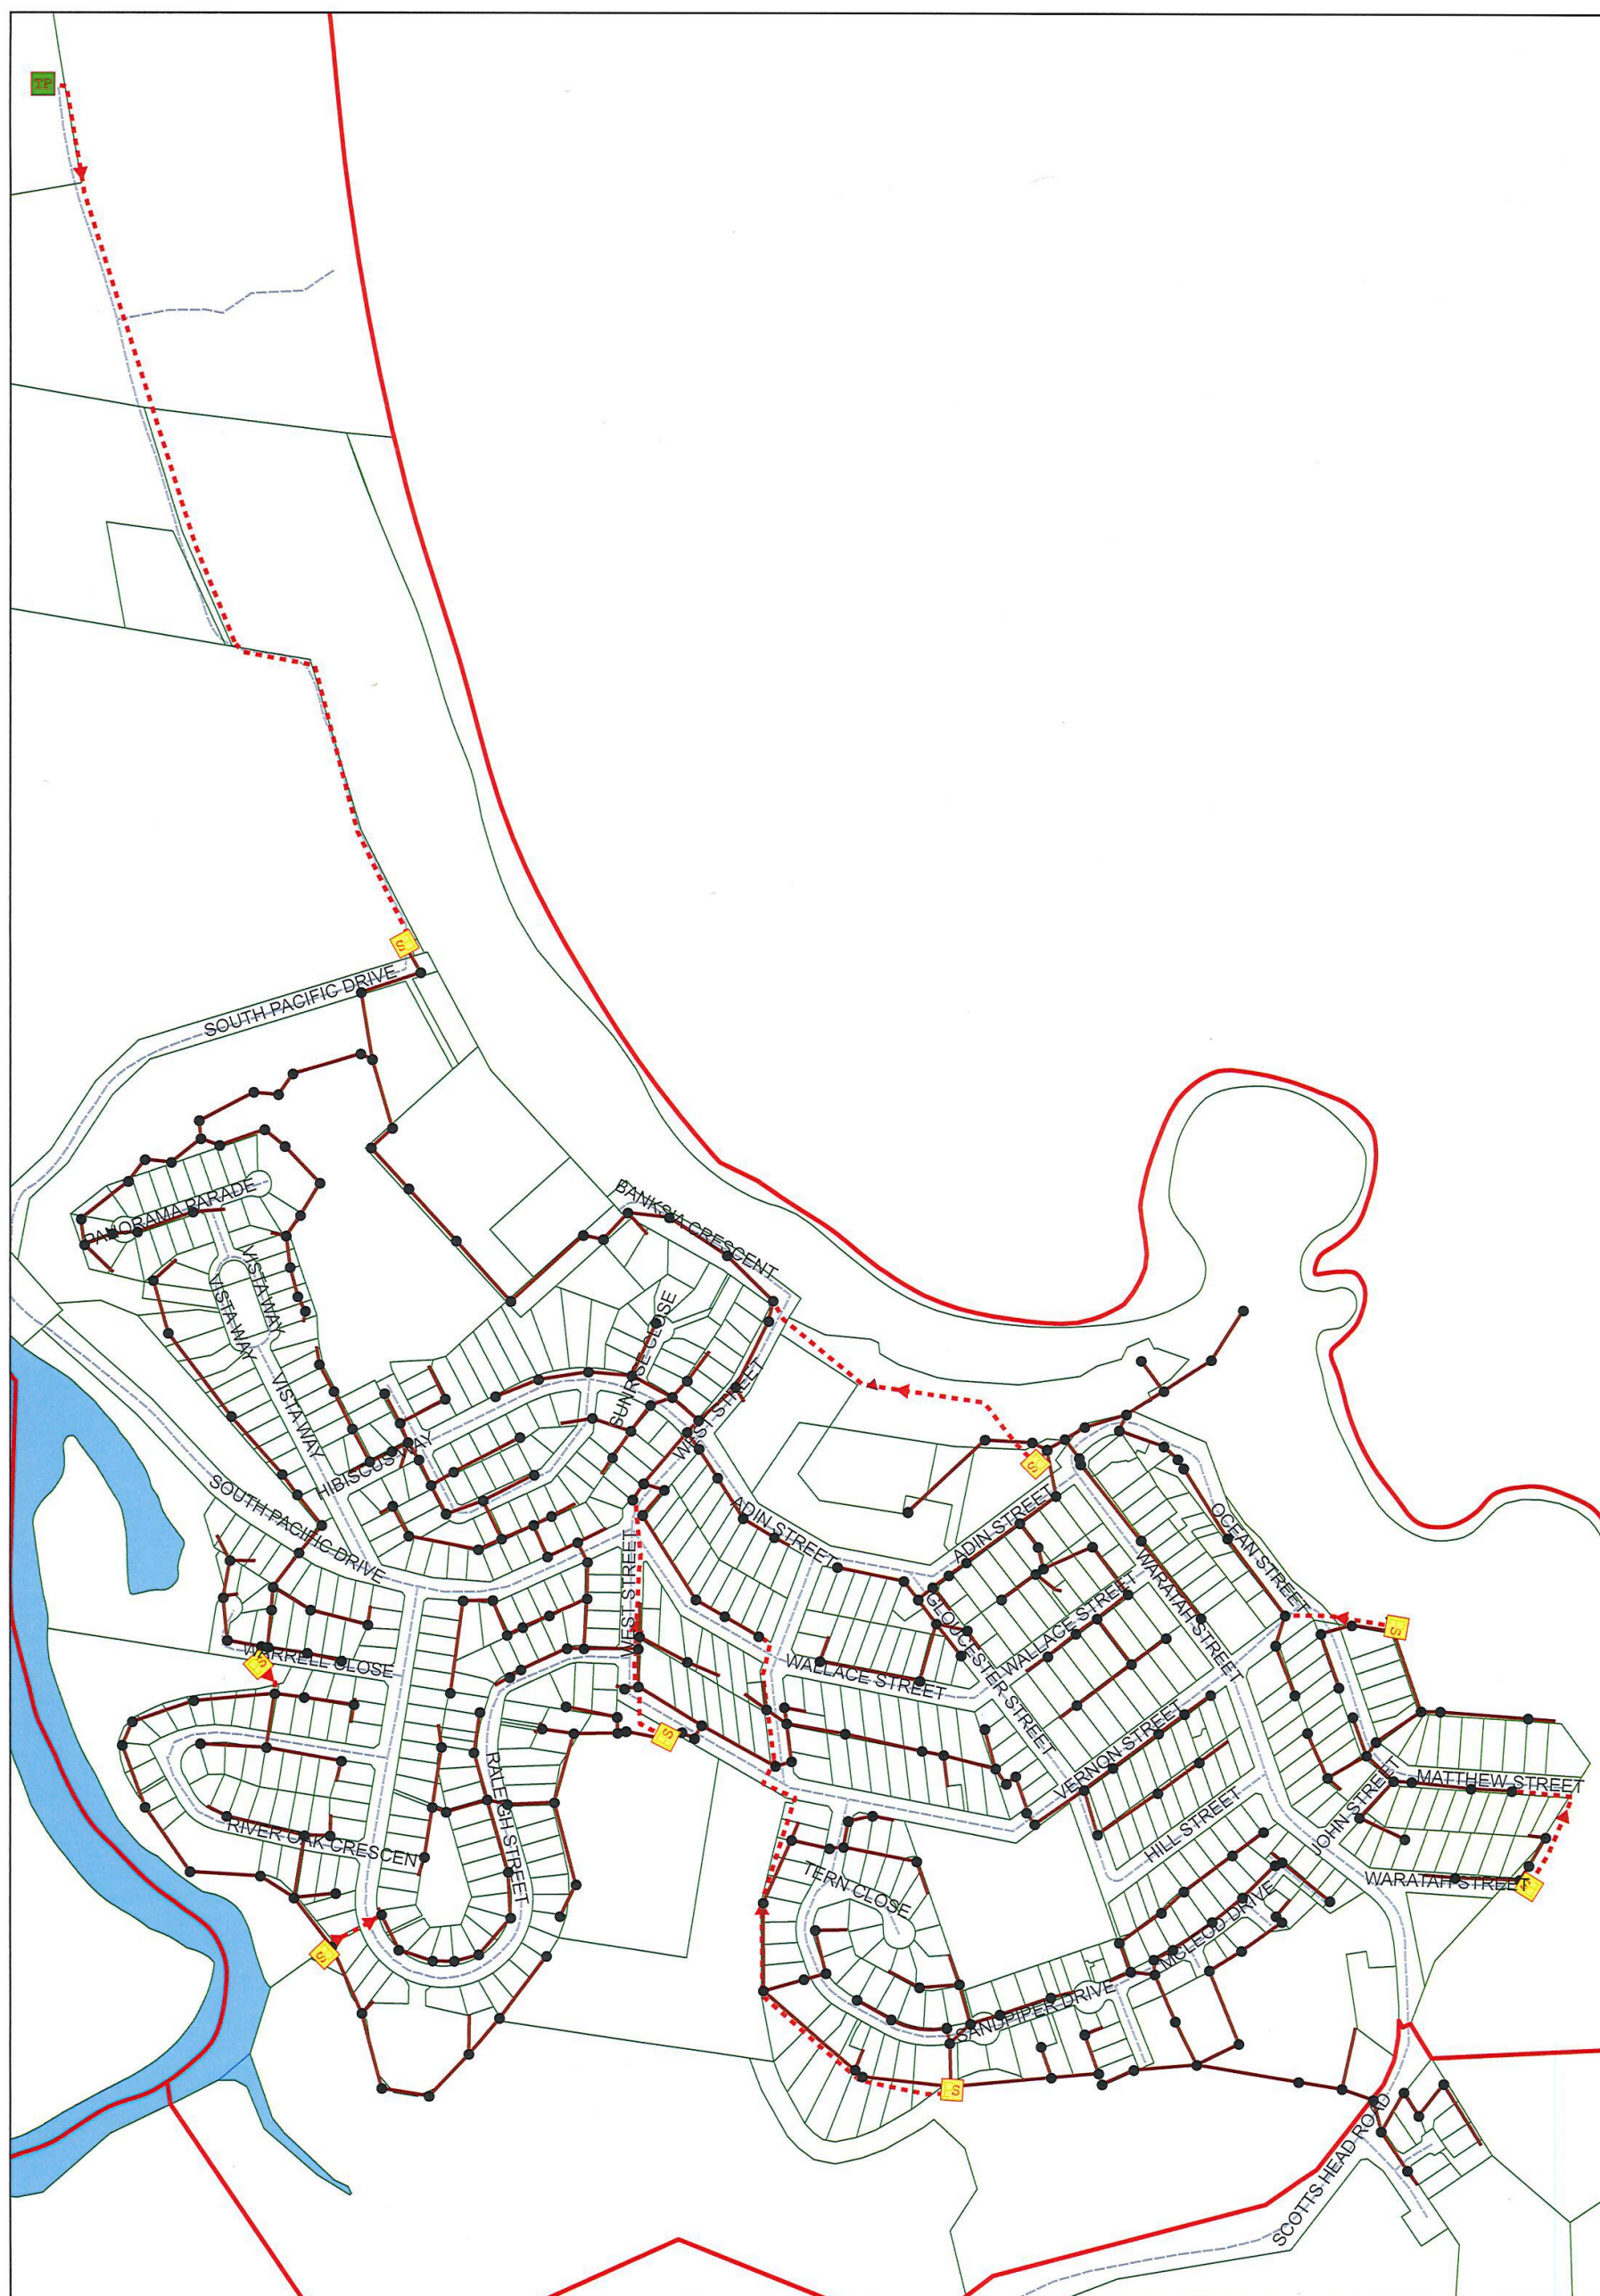 TP
S
SOUTH PACIFIC DRIVE
PANORAMA PARADE
BANKSIA CRESCENT
VISTA WAY
VISTA WAY
SUNRISE CLOSE
WEST STREET
VISTA WAY
HIBISCUS WAY
S
SOUTH PACIFIC DRIVE
ADIN STREET
ADIN STREET
OCEAN STREET
WEST STREET
WARATAH STREET
GLOUCESTER STREET
WALLACE STREET
S
WARRELL CLOSE
S
WALLACE STREET
S
VERNON STREET
RALEIGH STREET
MATTHEW STREET
HILL STREET
JOHN STREET
RIVER OAK CRESCEN
TERN CLOSE
WARATAH STREET
S
MCLEOD DRIVE
S
SANDPIPER DRIVE
S
SCOTTS HEAD ROAD